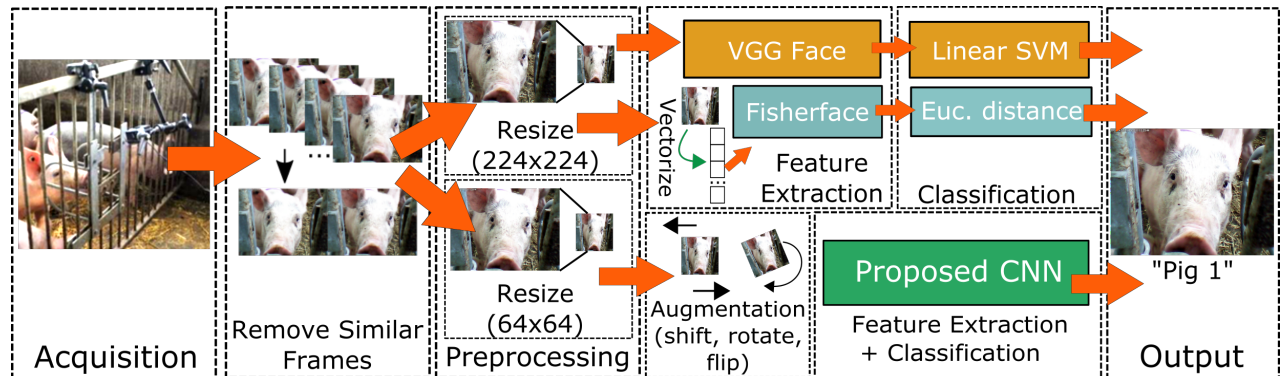 Acquisition
...
Remove Similar
Frames
Resize
(224x224)
Resize
(64x64)
Preprocessing
VGG Face
Linear SVM
Vectorize
...
Fisherface
Euc. distance
Feature
Extraction
Classification
Augmentation
(shift, rotate,
flip)
Proposed CNN
Feature Extraction
+ Classification
"Pig 1"
Output